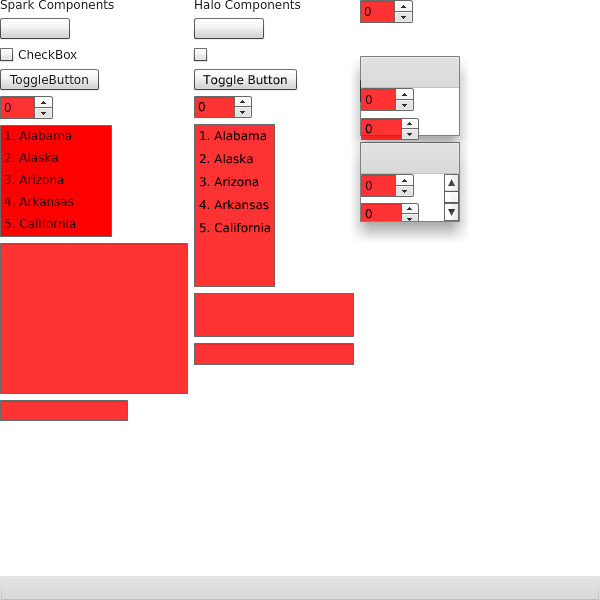 Spark Components
CheckBox
ToggleButton
0
1. Alabama
2. Alaska
3. Arizona
4. Arkansas
5. California
Halo Components
Toggle Button
0
1. Alabama
2. Alaska
3. Arizona
4. Arkansas
5. California
0
0
0
0
0